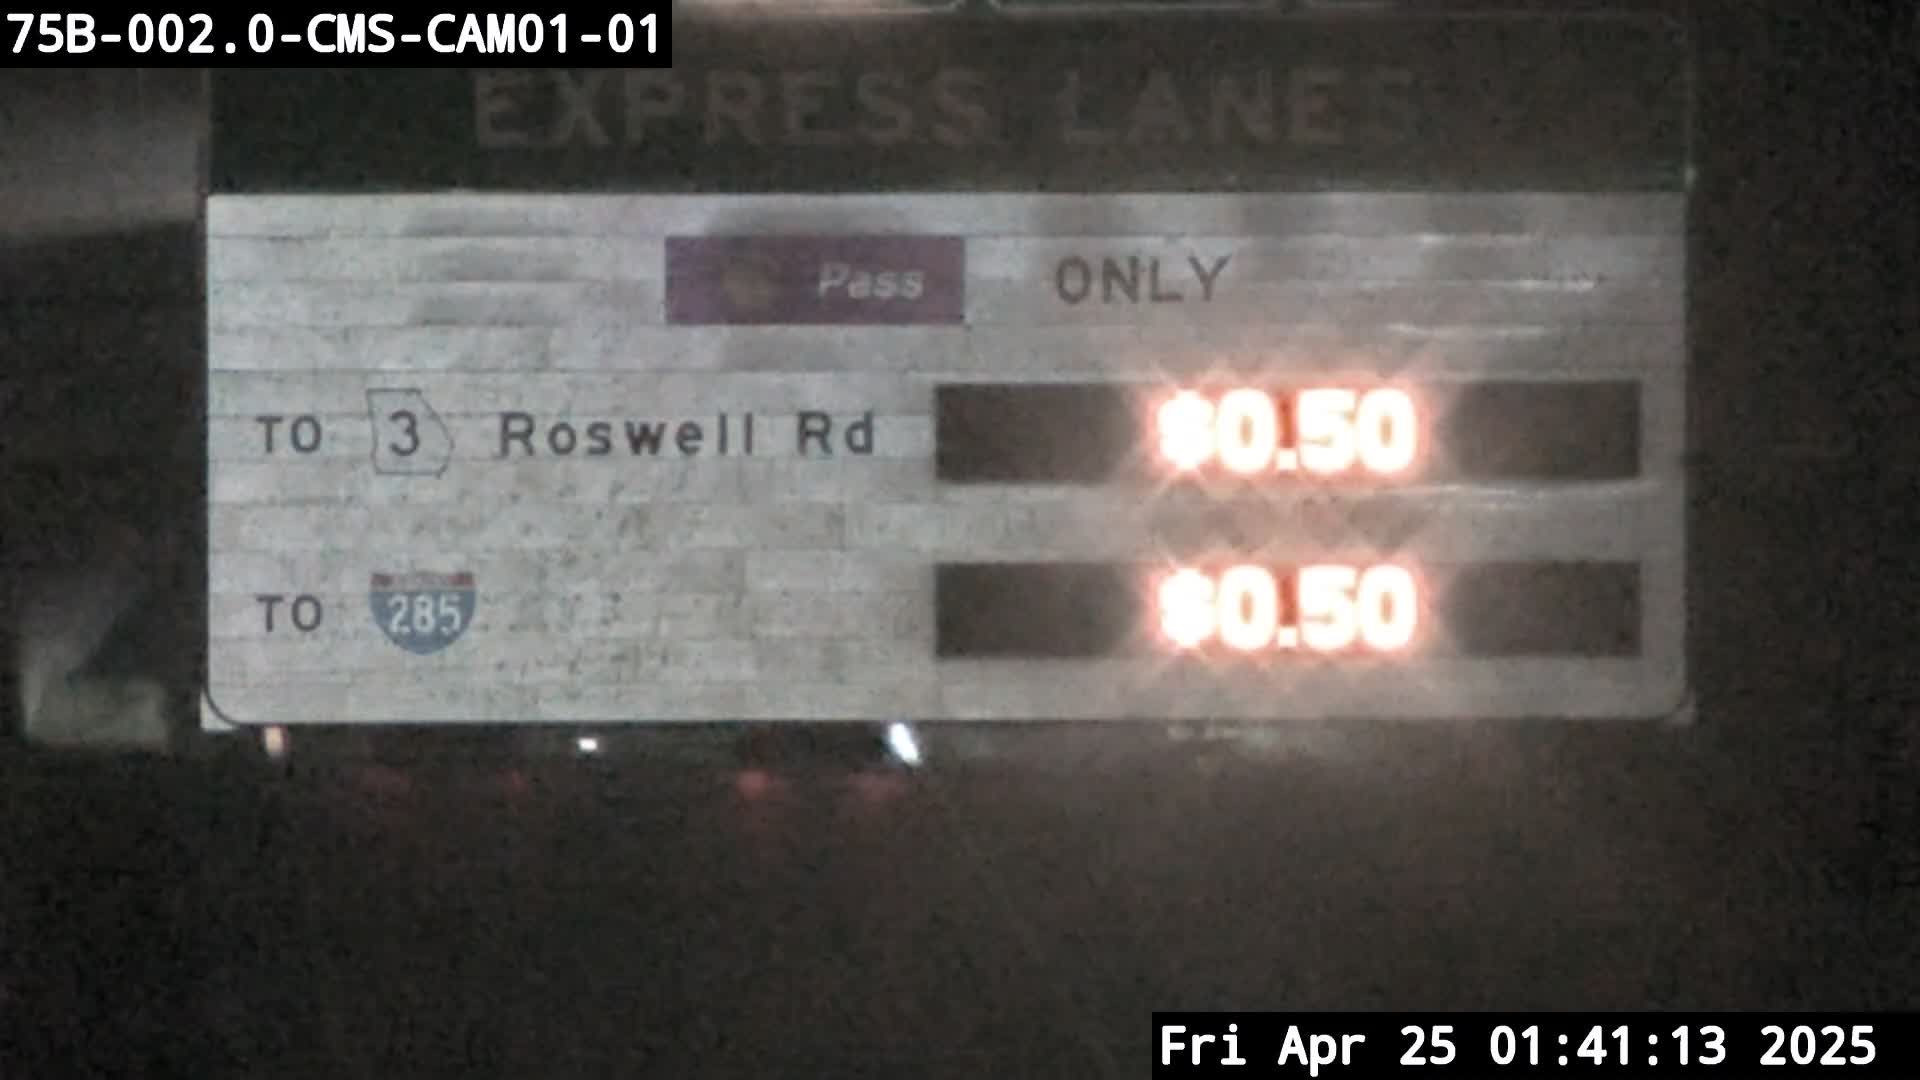 75B-002.0-CMS-CAM01-01
EXPRESS LANES
Pass ONLY
TO 3 Roswell Rd $0.50
TO 285 $0.50
Fri Apr 25 01:41:13 2025